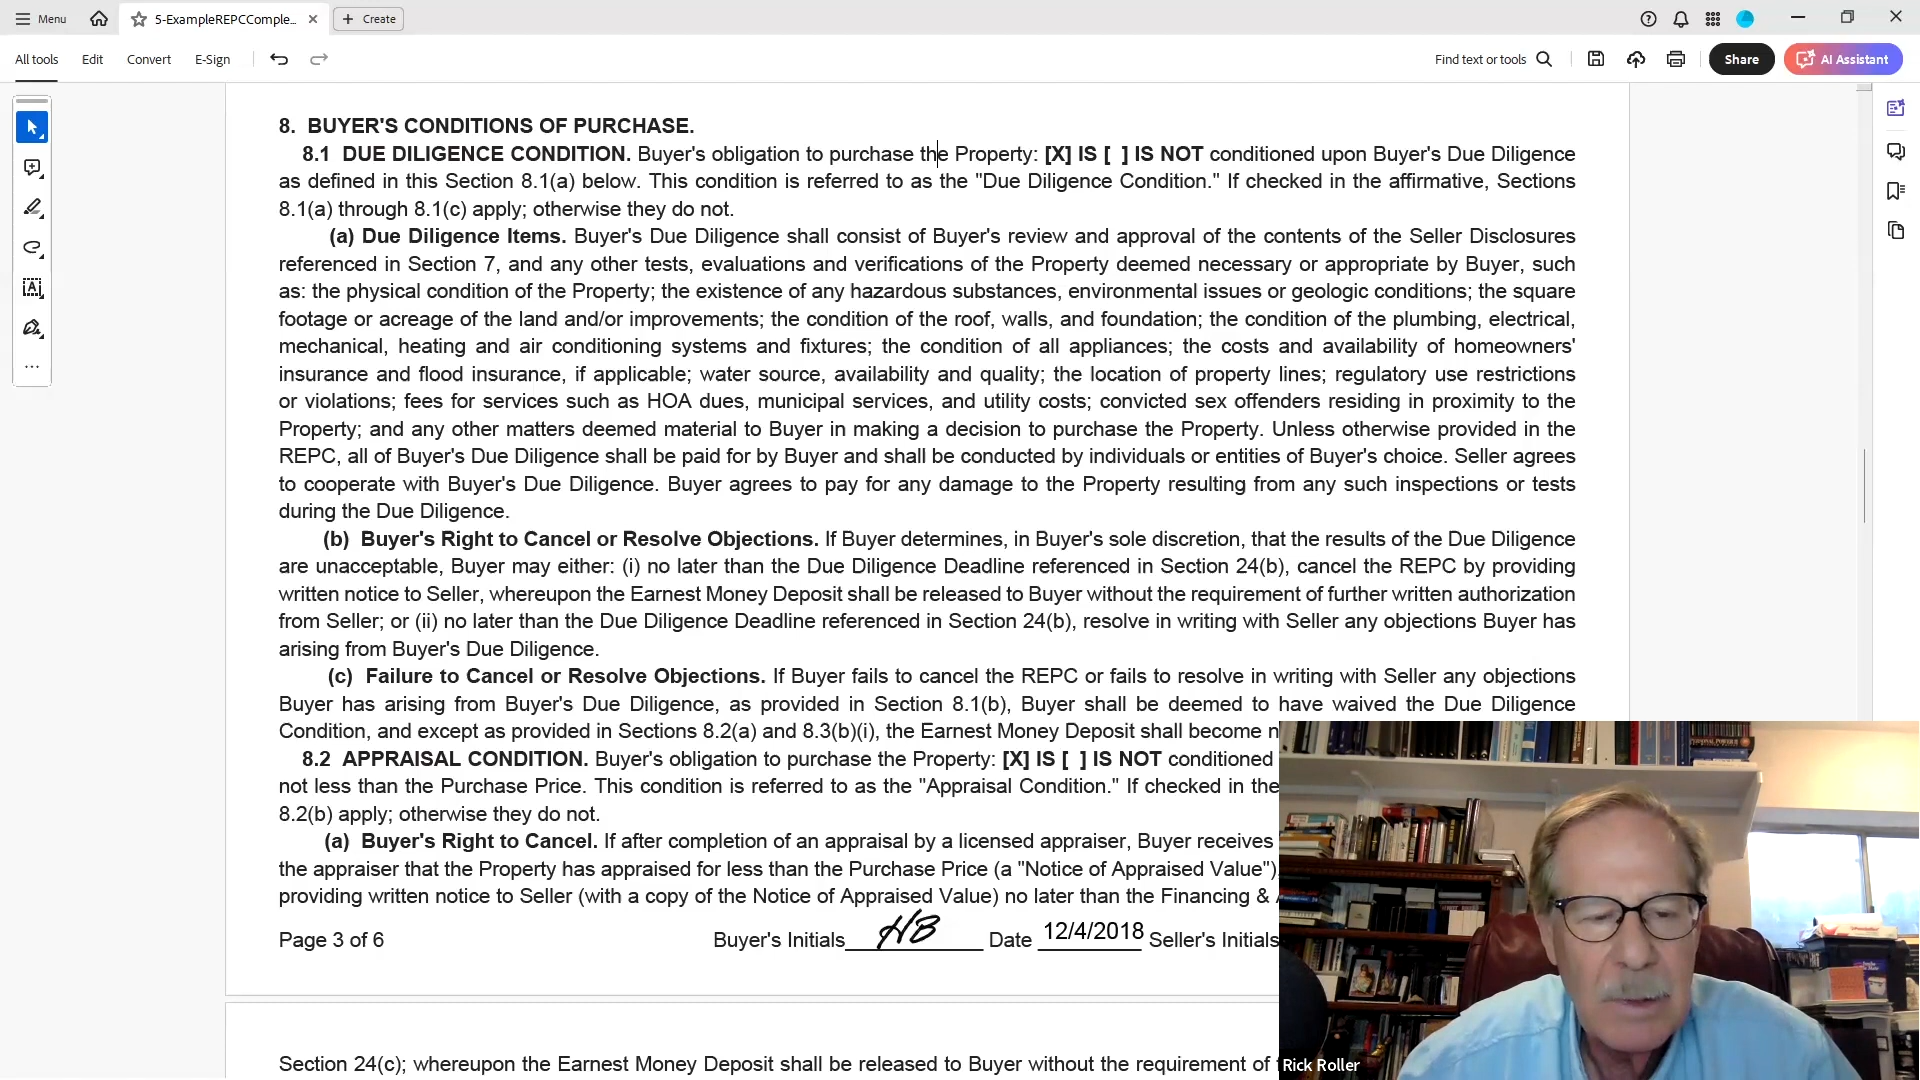 Menu
5-ExampleREPCComple...
Create
All tools
Edit
Convert
E-Sign
Find text or tools
Share
AI Assistant
8. BUYER'S CONDITIONS OF PURCHASE.
8.1 DUE DILIGENCE CONDITION. Buyer's obligation to purchase the Property: [X] IS [ ] IS NOT conditioned upon Buyer's Due Diligence
as defined in this Section 8.1(a) below. This condition is referred to as the "Due Diligence Condition." If checked in the affirmative, Sections
8.1(a) through 8.1(c) apply; otherwise they do not.
(a) Due Diligence Items. Buyer's Due Diligence shall consist of Buyer's review and approval of the contents of the Seller Disclosures
referenced in Section 7, and any other tests, evaluations and verifications of the Property deemed necessary or appropriate by Buyer, such
as: the physical condition of the Property; the existence of any hazardous substances, environmental issues or geologic conditions; the square
footage or acreage of the land and/or improvements; the condition of the roof, walls, and foundation; the condition of the plumbing, electrical,
mechanical, heating and air conditioning systems and fixtures; the condition of all appliances; the costs and availability of homeowners'
insurance and flood insurance, if applicable; water source, availability and quality; the location of property lines; regulatory use restrictions
or violations; fees for services such as HOA dues, municipal services, and utility costs; convicted sex offenders residing in proximity to the
Property; and any other matters deemed material to Buyer in making a decision to purchase the Property. Unless otherwise provided in the
REPC, all of Buyer's Due Diligence shall be paid for by Buyer and shall be conducted by individuals or entities of Buyer's choice. Seller agrees
to cooperate with Buyer's Due Diligence. Buyer agrees to pay for any damage to the Property resulting from any such inspections or tests
during the Due Diligence.
(b) Buyer's Right to Cancel or Resolve Objections. If Buyer determines, in Buyer's sole discretion, that the results of the Due Diligence
are unacceptable, Buyer may either: (i) no later than the Due Diligence Deadline referenced in Section 24(b), cancel the REPC by providing
written notice to Seller, whereupon the Earnest Money Deposit shall be released to Buyer without the requirement of further written authorization
from Seller; or (ii) no later than the Due Diligence Deadline referenced in Section 24(b), resolve in writing with Seller any objections Buyer has
arising from Buyer's Due Diligence.
(c) Failure to Cancel or Resolve Objections. If Buyer fails to cancel the REPC or fails to resolve in writing with Seller any objections
Buyer has arising from Buyer's Due Diligence, as provided in Section 8.1(b), Buyer shall be deemed to have waived the Due Diligence
Condition, and except as provided in Sections 8.2(a) and 8.3(b)(i), the Earnest Money Deposit shall become n
8.2 APPRAISAL CONDITION. Buyer's obligation to purchase the Property: [X] IS [ ] IS NOT conditioned
not less than the Purchase Price. This condition is referred to as the "Appraisal Condition." If checked in the
8.2(b) apply; otherwise they do not.
(a) Buyer's Right to Cancel. If after completion of an appraisal by a licensed appraiser, Buyer receives
the appraiser that the Property has appraised for less than the Purchase Price (a "Notice of Appraised Value")
providing written notice to Seller (with a copy of the Notice of Appraised Value) no later than the Financing &
Page 3 of 6 Buyer's Initials HB Date 12/4/2018 Seller's Initials
Section 24(c); whereupon the Earnest Money Deposit shall be released to Buyer without the requirement of
Rick Roller